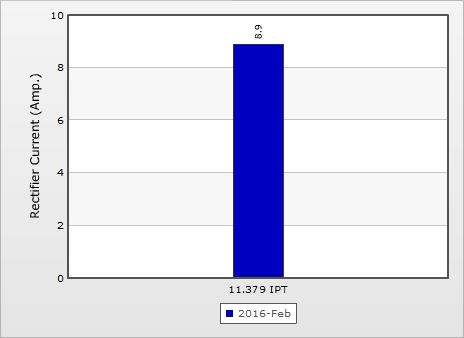 10
8.9
8
6
4
2
0
Rectifier Current (Amp.)
11.379 IPT
2016-Feb